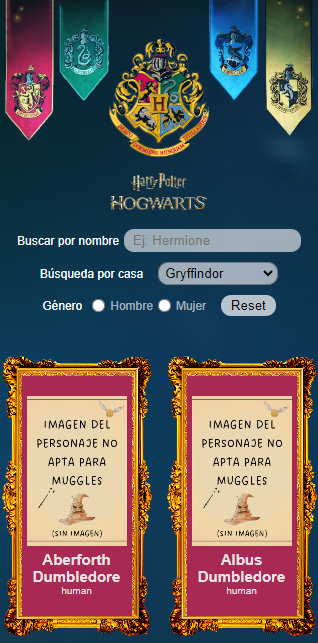 Harry Potter
HOGWARTS
Buscar por nombre Ej: Hermione
Búsqueda por casa Gryffindor
Género Hombre Mujer Reset
IMAGEN DEL
PERSONAJE NO
APTA PARA
MUGGLES
(SIN IMAGEN)
Aberforth
Dumbledore
human
IMAGEN DEL
PERSONAJE NO
APTA PARA
MUGGLES
(SIN IMAGEN)
Albus
Dumbledore
human